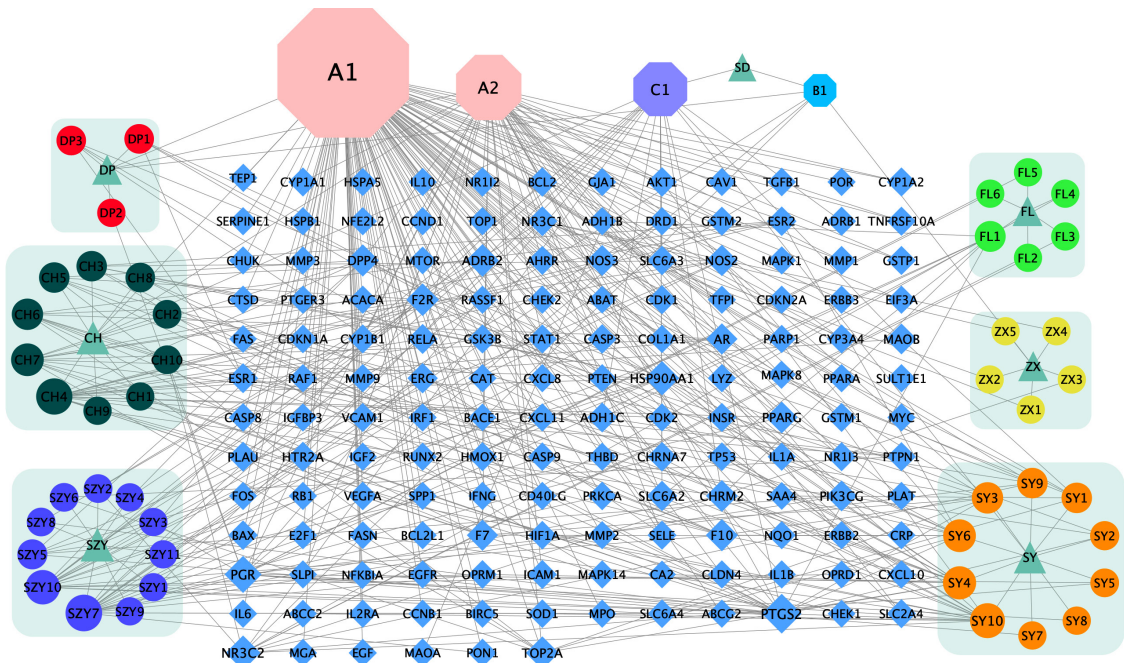 A1
A2
C1
SD
B1
DP3
DP1
DP
DP2
CH5
CH3
CH8
CH6
CH2
CH
CH7
CH10
CH4
CH9
CH1
SZY6
SZY2
SZY4
SZY8
SZY3
SZY
SZY5
SZY11
SZY10
SZY1
SZY7
SZY9
TEP1 CYP1A1 HSPA5 IL10 NR1I2 BCL2 GJA1 AKT1 CAV1 TGFB1 POR CYP1A2
SERPINE1 HSPB1 NFE2L2 CCND1 TOP1 NR3C1 ADH1B DRD1 GSTM2 ESR2 ADRB1 TNFRSF10A
CHUK MMP3 DPP4 MTOR ADRB2 AHRR NOS3 SLC6A3 NOS2 MAPK1 MMP1 GSTP1
CTSD PTGER3 ACACA F2R RASSF1 CHEK2 ABAT CDK1 TFPI CDKN2A ERBB3 EIF3A
FAS CDKN1A CYP1B1 RELA GSK3B STAT1 CASP3 COL1A1 AR PARP1 CYP3A4 MAOB
ESR1 RAF1 MMP9 ERG CAT CXCL8 PTEN HSP90AA1 LYZ MAPK8 PPARA SULT1E1
CASP8 IGFBP3 VCAM1 IRF1 BACE1 CXCL11 ADH1C CDK2 INSR PPARG GSTM1 MYC
PLAU HTR2A IGF2 RUNX2 HMOX1 CASP9 THBD CHRNA7 TP53 IL1A NR1I3 PTPN1
FOS RB1 VEGFA SPP1 IFNG CD40LG PRKCA SLC6A2 CHRM2 SAA4 PIK3CG PLAT
BAX E2F1 FASN BCL2L1 F7 HIF1A MMP2 SELE F10 NQO1 ERBB2 CRP
PGR SLPI NFKBIA EGFR OPRM1 ICAM1 MAPK14 CA2 CLDN4 IL1B OPRD1 CXCL10
IL6 ABCC2 IL2RA CCNB1 BIRC5 SOD1 MPO SLC6A4 ABCG2 PTGS2 CHEK1 SLC2A4
NR3C2 MGA EGF MAOA PON1 TOP2A
FL5
FL6
FL4
FL
FL1
FL3
FL2
ZX5
ZX4
ZX
ZX2
ZX3
ZX1
SY9
SY3
SY1
SY6
SY2
SY
SY4
SY5
SY10
SY8
SY7